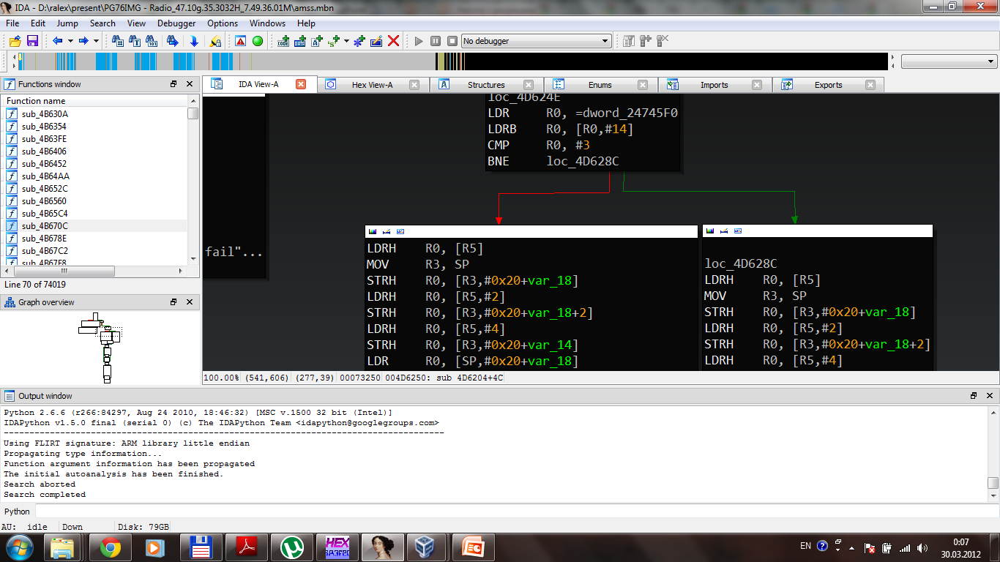 IDA - D:\ralex\present\PG76IMG - Radio_47.10g.35.3032H_7.49.36.01M\amss.mbn
File Edit Jump Search View Debugger Options Windows Help
No debugger
Functions window
IDA View-A
Hex View-A
Structures
Enums
Imports
Exports
Function name
sub_4B630A
sub_4B6354
sub_4B63FE
sub_4B6406
sub_4B6452
sub_4B64AA
sub_4B652C
sub_4B6560
sub_4B65C4
sub_4B670C
sub_4B678E
sub_4B67C2
sub_4B67F8
Line 70 of 74019
Graph overview
fail"...
loc_4D624E
LDR R0, =dword_24745F0
LDRB R0, [R0,#14]
CMP R0, #3
BNE loc_4D628C
LDRH R0, [R5]
MOV R3, SP
STRH R0, [R3,#0x20+var_18]
LDRH R0, [R5,#2]
STRH R0, [R3,#0x20+var_18+2]
LDRH R0, [R5,#4]
STRH R0, [R3,#0x20+var_14]
LDR R0, [SP,#0x20+var_18]
loc_4D628C
LDRH R0, [R5]
MOV R3, SP
STRH R0, [R3,#0x20+var_18]
LDRH R0, [R5,#2]
STRH R0, [R3,#0x20+var_18+2]
LDRH R0, [R5,#4]
100.00% (541,606) (277,39) 00073250 004D6250: sub 4D6204+4C
Output window
Python 2.6.6 (r266:84297, Aug 24 2010, 18:46:32) [MSC v.1500 32 bit (Intel)]
IDAPython v1.5.0 final (serial 0) (c) The IDAPython Team <idapython@googlegroups.com>
---------------------------------------------------------------------------------------
Using FLIRT signature: ARM library little endian
Propagating type information...
Function argument information has been propagated
The initial autoanalysis has been finished.
Search aborted
Search completed
Python
AU: idle Down Disk: 79GB
HEX
EN
0:07
30.03.2012